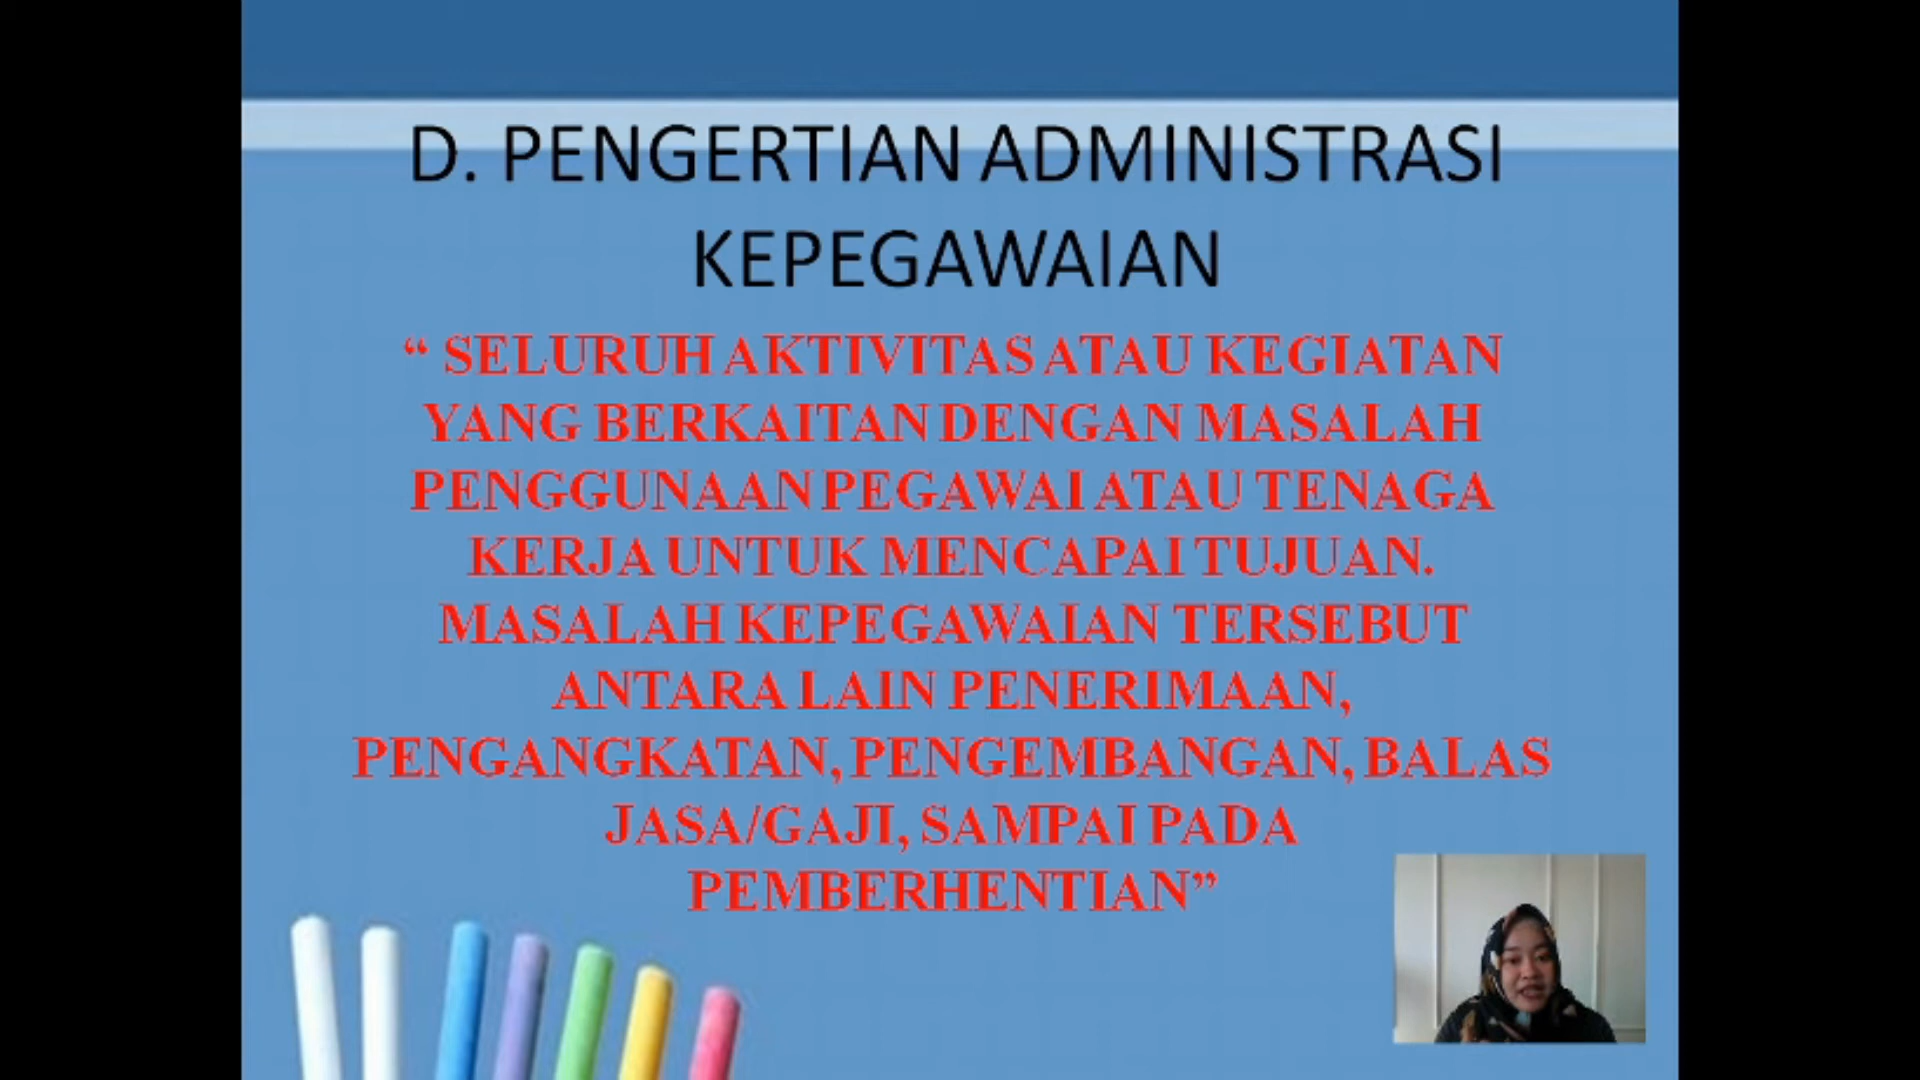 D. PENGERTIAN ADMINISTRASI
KEPEGAWAIAN
“ SELURUH AKTIVITAS ATAU KEGIATAN
YANG BERKAITAN DENGAN MASALAH
PENGGUNAAN PEGAWAI ATAU TENAGA
KERJA UNTUK MENCAPAI TUJUAN.
MASALAH KEPEGAWAIAN TERSEBUT
ANTARA LAIN PENERIMAAN,
PENGANGKATAN, PENGEMBANGAN, BALAS
JASA/GAJI, SAMPAI PADA
PEMBERHENTIAN”